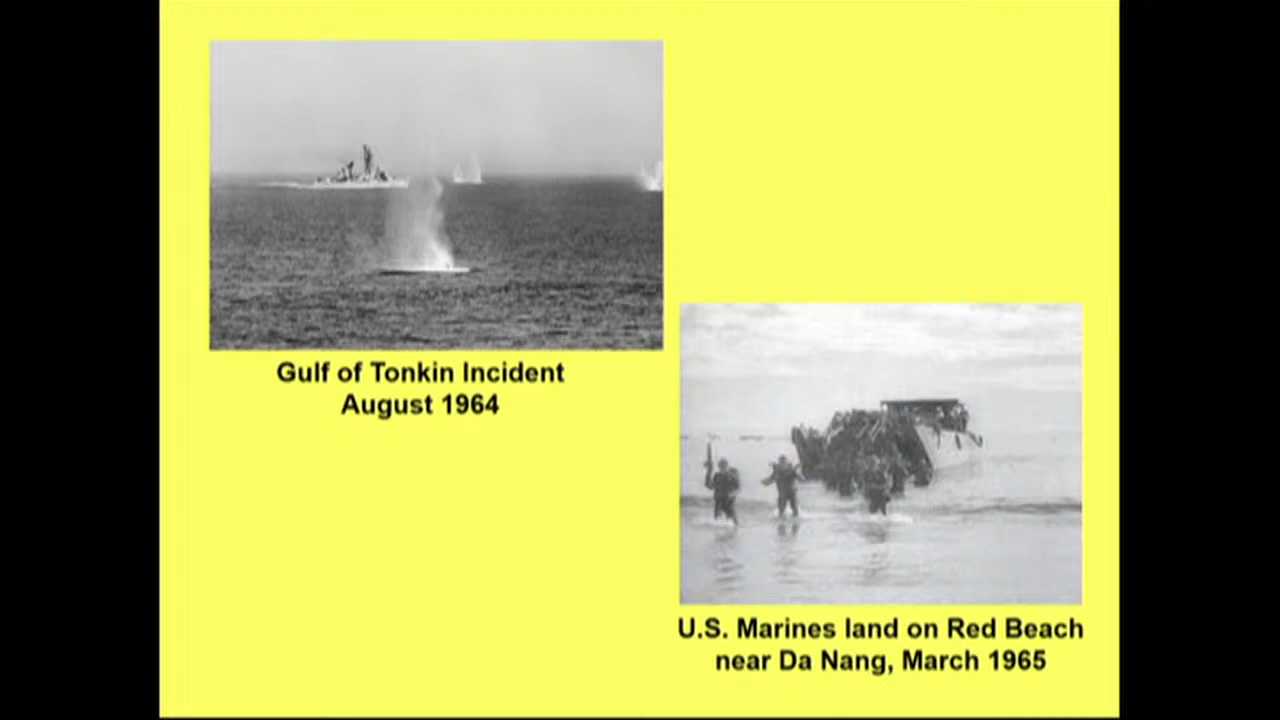 Gulf of Tonkin Incident
August 1964
U.S. Marines land on Red Beach
near Da Nang, March 1965